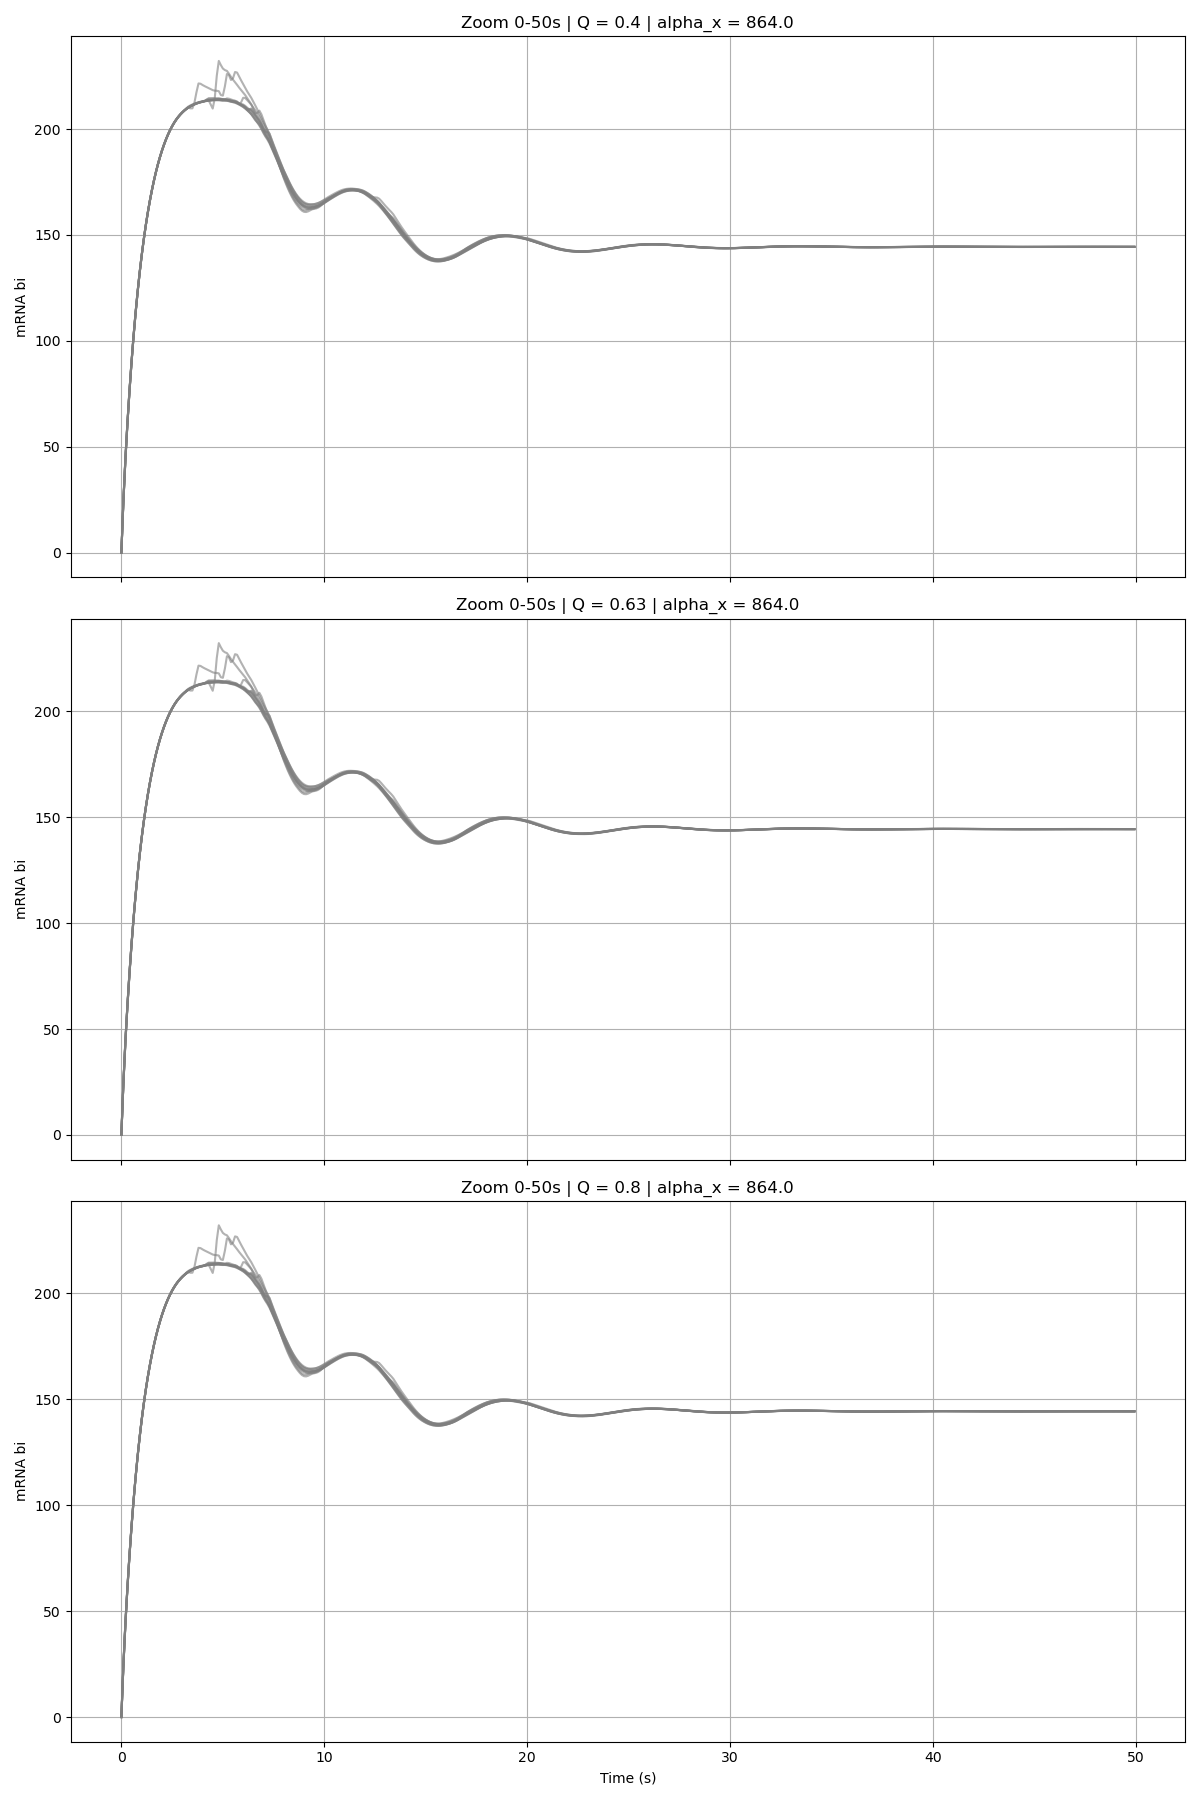 Zoom 0-50s | Q = 0.4 | alpha_x = 864.0
200
150
100
50
0
mRNA bi
Zoom 0-50s | Q = 0.63 | alpha_x = 864.0
200
150
100
50
0
mRNA bi
Zoom 0-50s | Q = 0.8 | alpha_x = 864.0
200
150
100
50
0
mRNA bi
0 10 20 30 40 50
Time (s)